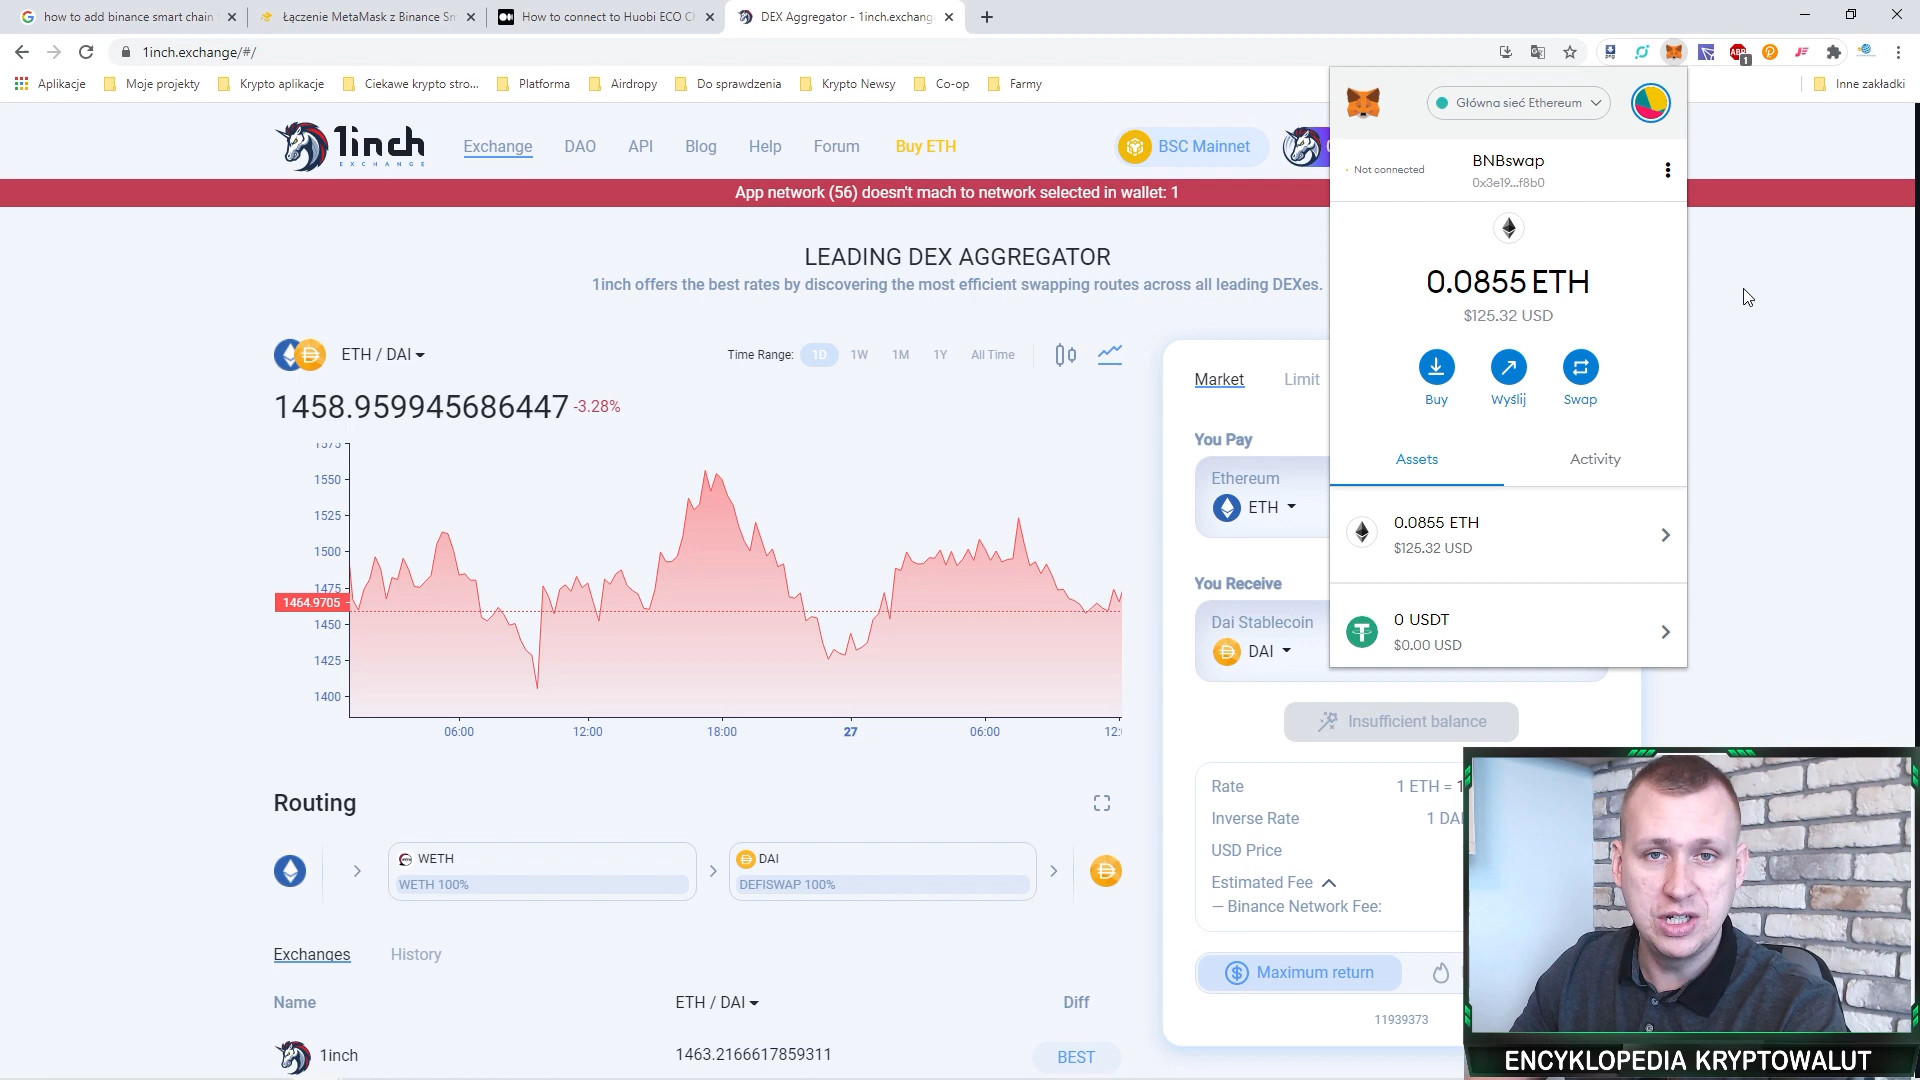 how to add binance smart chain
Łączenie MetaMask z Binance Sm
How to connect to Huobi ECO Ch
DEX Aggregator - 1inch.exchange
1inch.exchange/#/
Aplikacje
Moje projekty
Krypto aplikacje
Ciekawe krypto stro...
Platforma
Airdropy
Do sprawdzenia
Krypto Newsy
Co-op
Farmy
Inne zakładki
1inch
EXCHANGE
Exchange
DAO
API
Blog
Help
Forum
Buy ETH
BSC Mainnet
App network (56) doesn't mach to network selected in wallet: 1
LEADING DEX AGGREGATOR
1inch offers the best rates by discovering the most efficient swapping routes across all leading DEXes.
ETH / DAI
Time Range:
1D
1W
1M
1Y
All Time
1458.959945686447
-3.28%
1575
1550
1525
1500
1475
1464.9705
1450
1425
1400
06:00
12:00
18:00
27
06:00
12:
Routing
WETH
WETH 100%
DAI
DEFISWAP 100%
Exchanges
History
Name
ETH / DAI
Diff
1inch
1463.2166617859311
BEST
Market
Limit
You Pay
Ethereum
ETH
You Receive
Dai Stablecoin
DAI
Insufficient balance
Rate
1 ETH = 1
Inverse Rate
1 DAI
USD Price
Estimated Fee
— Binance Network Fee:
Maximum return
11939373
Główna sieć Ethereum
Not connected
BNBswap
0x3e19...f8b0
0.0855 ETH
$125.32 USD
Buy
Wyślij
Swap
Assets
Activity
0.0855 ETH
$125.32 USD
0 USDT
$0.00 USD
ENCYKLOPEDIA KRYPTOWALUT